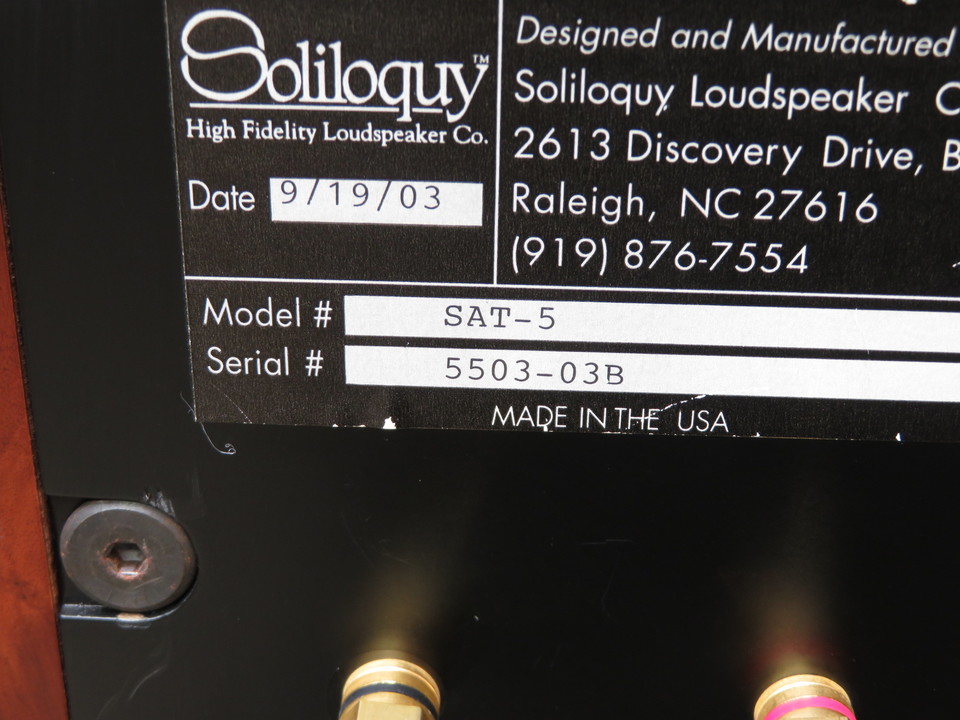 Soliloquy™
High Fidelity Loudspeaker Co.
Date 9/19/03
Designed and Manufactured
Soliloquy Loudspeaker C
2613 Discovery Drive, B
Raleigh, NC 27616
(919) 876-7554
Model # SAT-5
Serial # 5503-03B
MADE IN THE USA